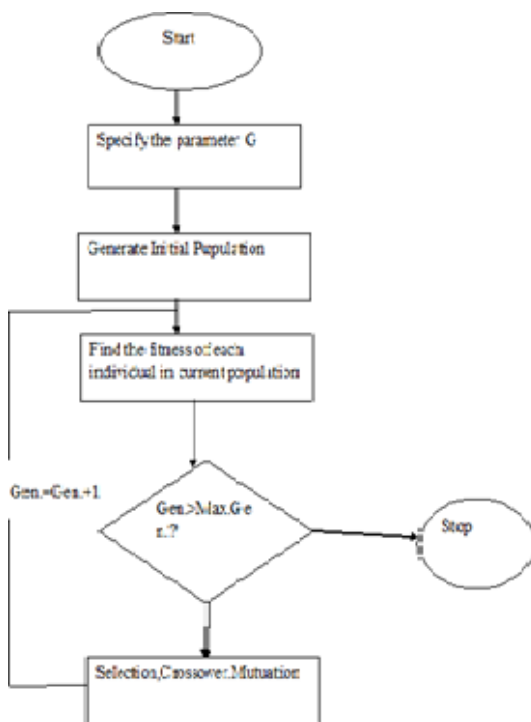 Start
Specify the parameter G
Generate Initial Population
Find the fitness of each
individual in current population
Gen.=Gen.+1
Gen.>Max.Ge
n.?
Stop
Selection,Crossover.Mutuation